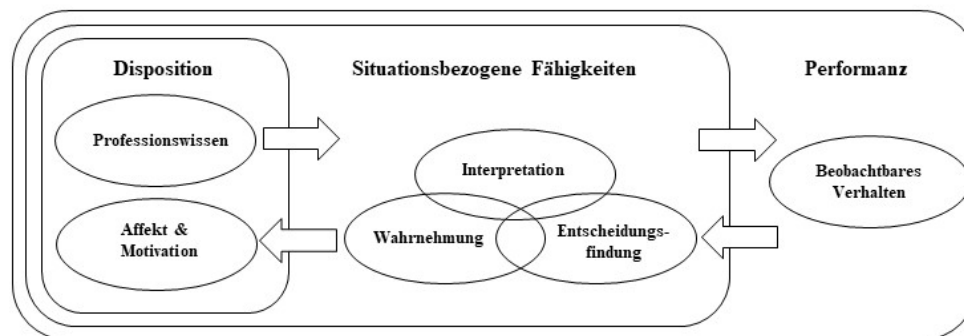 Disposition
Situationsbezogene Fähigkeiten
Performanz
Professionswissen
Interpretation
Beobachtbares
Verhalten
Affekt &
Motivation
Wahrnehmung
Entscheidungs-
findung